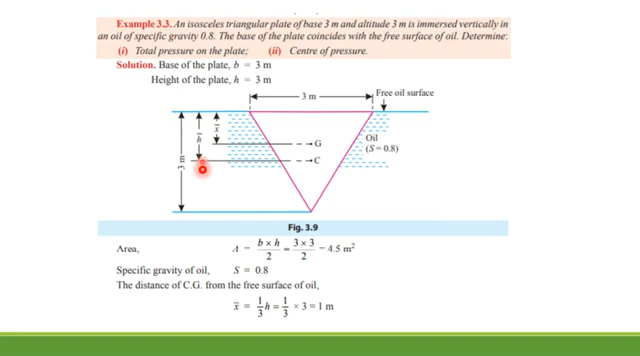 Example 3.3. An isosceles triangular plate of base 3 m and altitude 3 m is immersed vertically in
an oil of specific gravity 0.8. The base of the plate coincides with the free surface of oil. Determine:
(i) Total pressure on the plate; (ii) Centre of pressure.
Solution. Base of the plate, b = 3 m
Height of the plate, h = 3 m
3 m
Free oil surface
x̄
h̄
G
Oil
(S = 0.8)
C
3 m
Fig. 3.9
Area, A = b × h / 2 = 3 × 3 / 2 = 4.5 m²
Specific gravity of oil, S = 0.8
The distance of C.G. from the free surface of oil,
x̄ = 1/3 h = 1/3 × 3 = 1 m